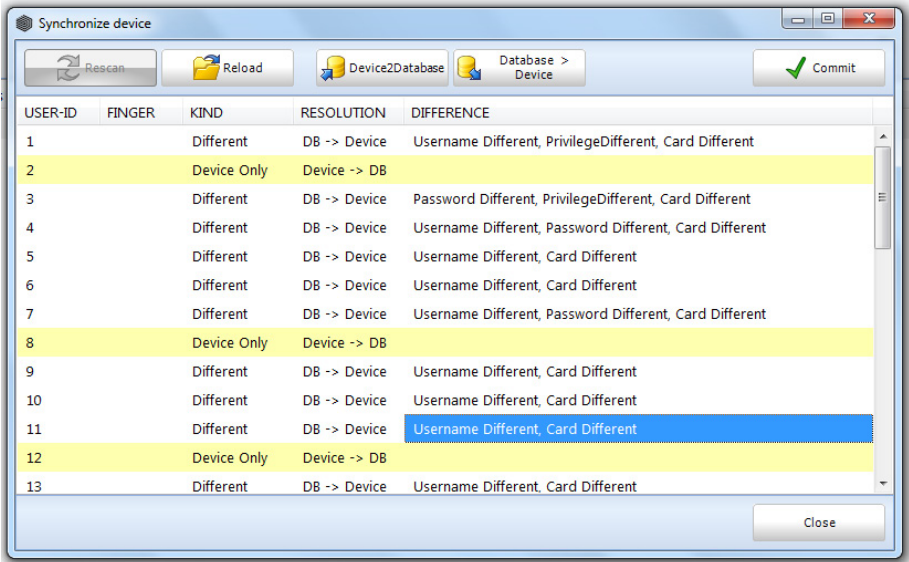 Synchronize device
Rescan Reload Device2Database Database > Device Commit
USER-ID FINGER KIND RESOLUTION DIFFERENCE
1 Different DB -> Device Username Different, PrivilegeDifferent, Card Different
2 Device Only Device -> DB
3 Different DB -> Device Password Different, PrivilegeDifferent, Card Different
4 Different DB -> Device Username Different, Password Different, Card Different
5 Different DB -> Device Username Different, Card Different
6 Different DB -> Device Username Different, Card Different
7 Different DB -> Device Username Different, Password Different, Card Different
8 Device Only Device -> DB
9 Different DB -> Device Username Different, Card Different
10 Different DB -> Device Username Different, Card Different
11 Different DB -> Device Username Different, Card Different
12 Device Only Device -> DB
13 Different DB -> Device Username Different, Card Different
Close